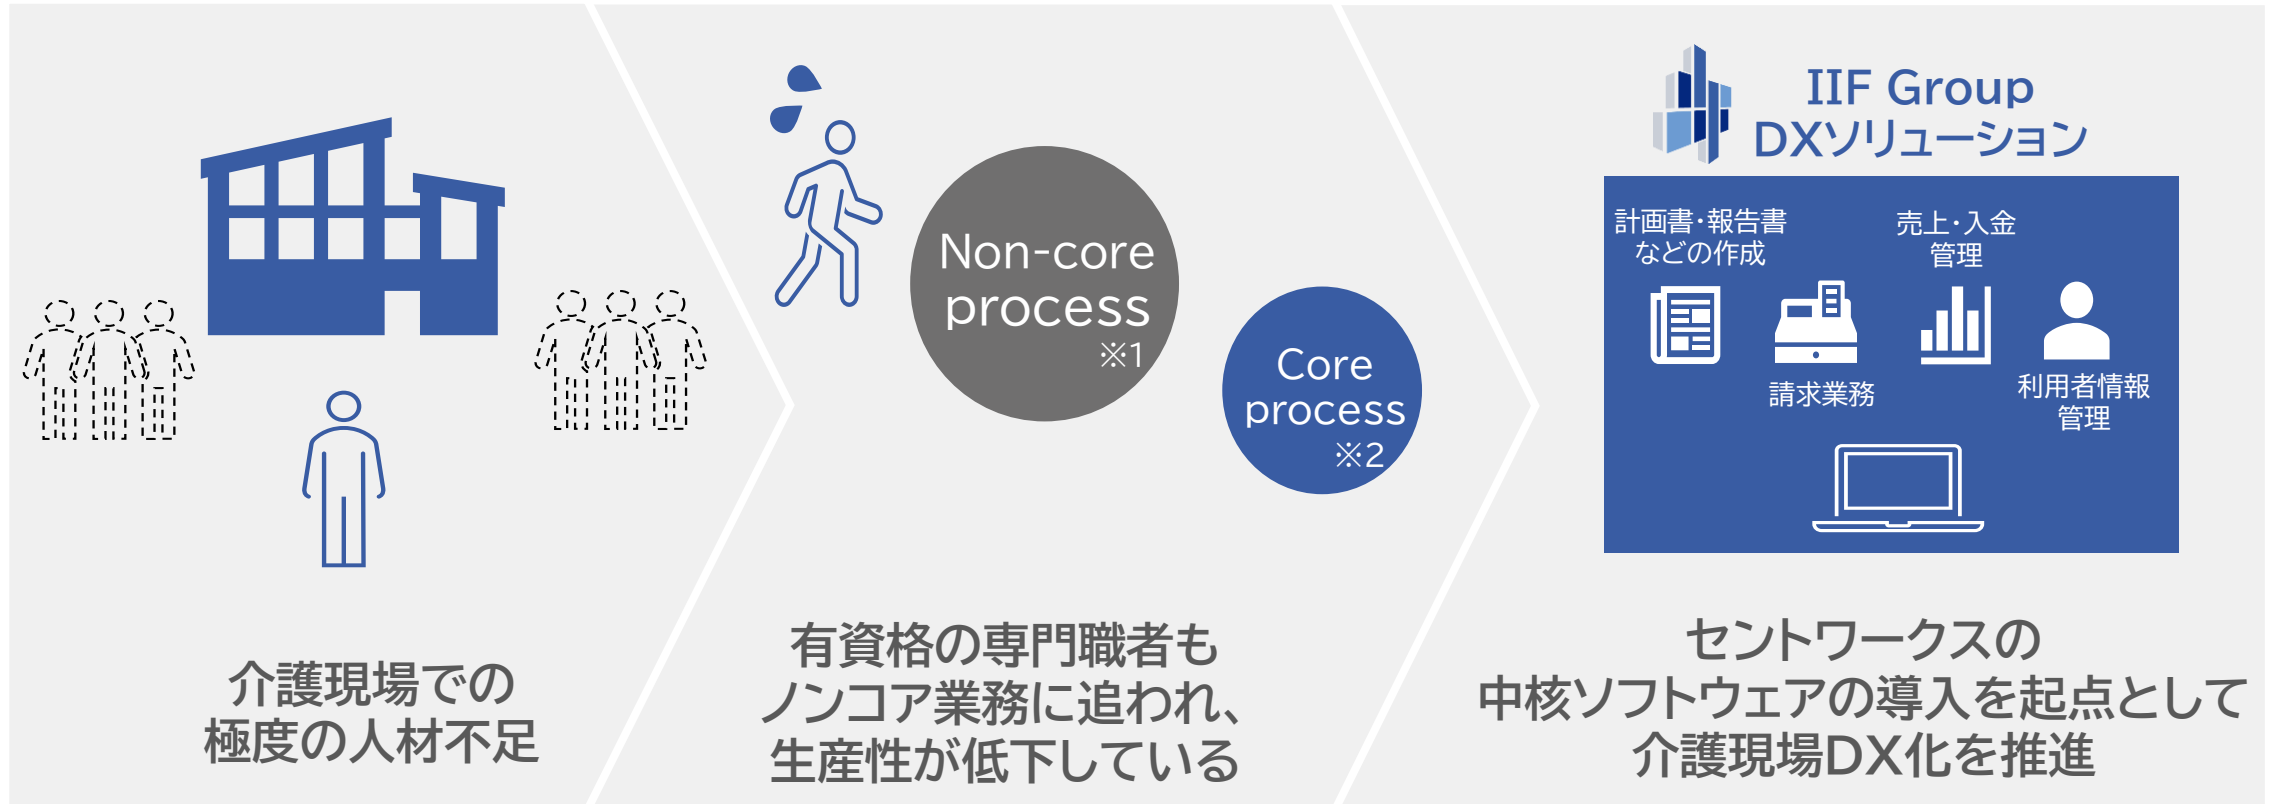 介護現場での
極度の人材不足
Non-core
process
※1
Core
process
※2
有資格の専門職者も
ノンコア業務に追われ、
生産性が低下している
IIF Group
DXソリューション
計画書・報告書
などの作成
売上・入金
管理
請求業務
利用者情報
管理
セントワークスの
中核ソフトウェアの導入を起点として
介護現場DX化を推進